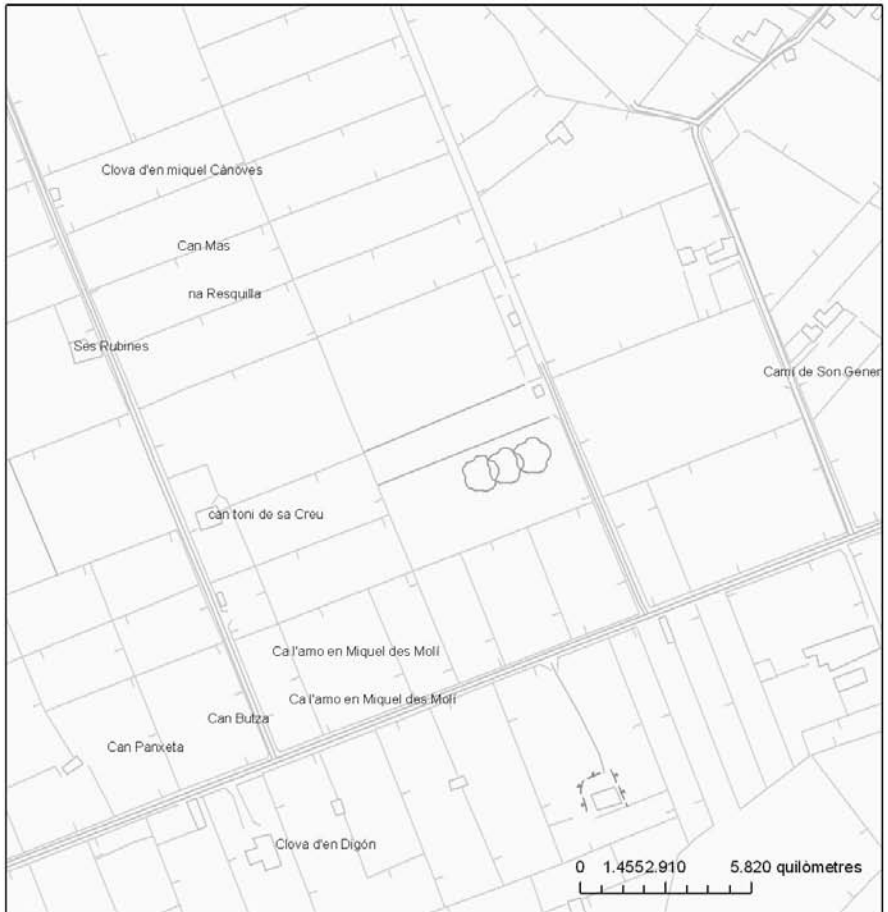 Clova d'en miquel Cànoves
Can Mas
na Resquilla
Ses Rubines
Camí de Son Gener
can toni de sa Creu
Ca l'amo en Miquel des Molí
Ca l'amo en Miquel des Molí
Can Butza
Can Panxeta
Clova d'en Digón
0 1.4552.910 5.820 quilòmetres